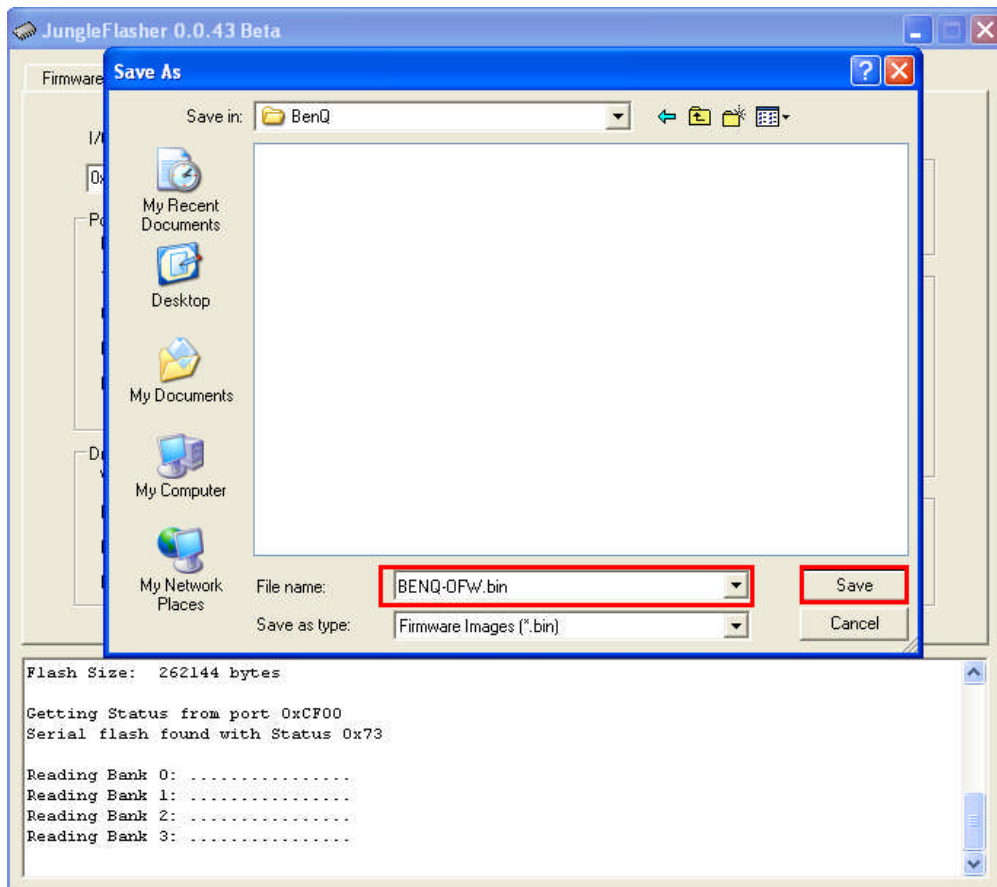 JungleFlasher 0.0.43 Beta
Save As
Firmware
Save in: BenQ
I/
0x
My Recent
Documents
Po
Desktop
My Documents
My Computer
My Network
Places
File name: BENQ-OFW.bin Save
Save as type: Firmware Images (*.bin) Cancel
Flash Size:  262144 bytes
Getting Status from port 0xCF00
Serial flash found with Status 0x73
Reading Bank 0: ................
Reading Bank 1: ................
Reading Bank 2: ................
Reading Bank 3: ................